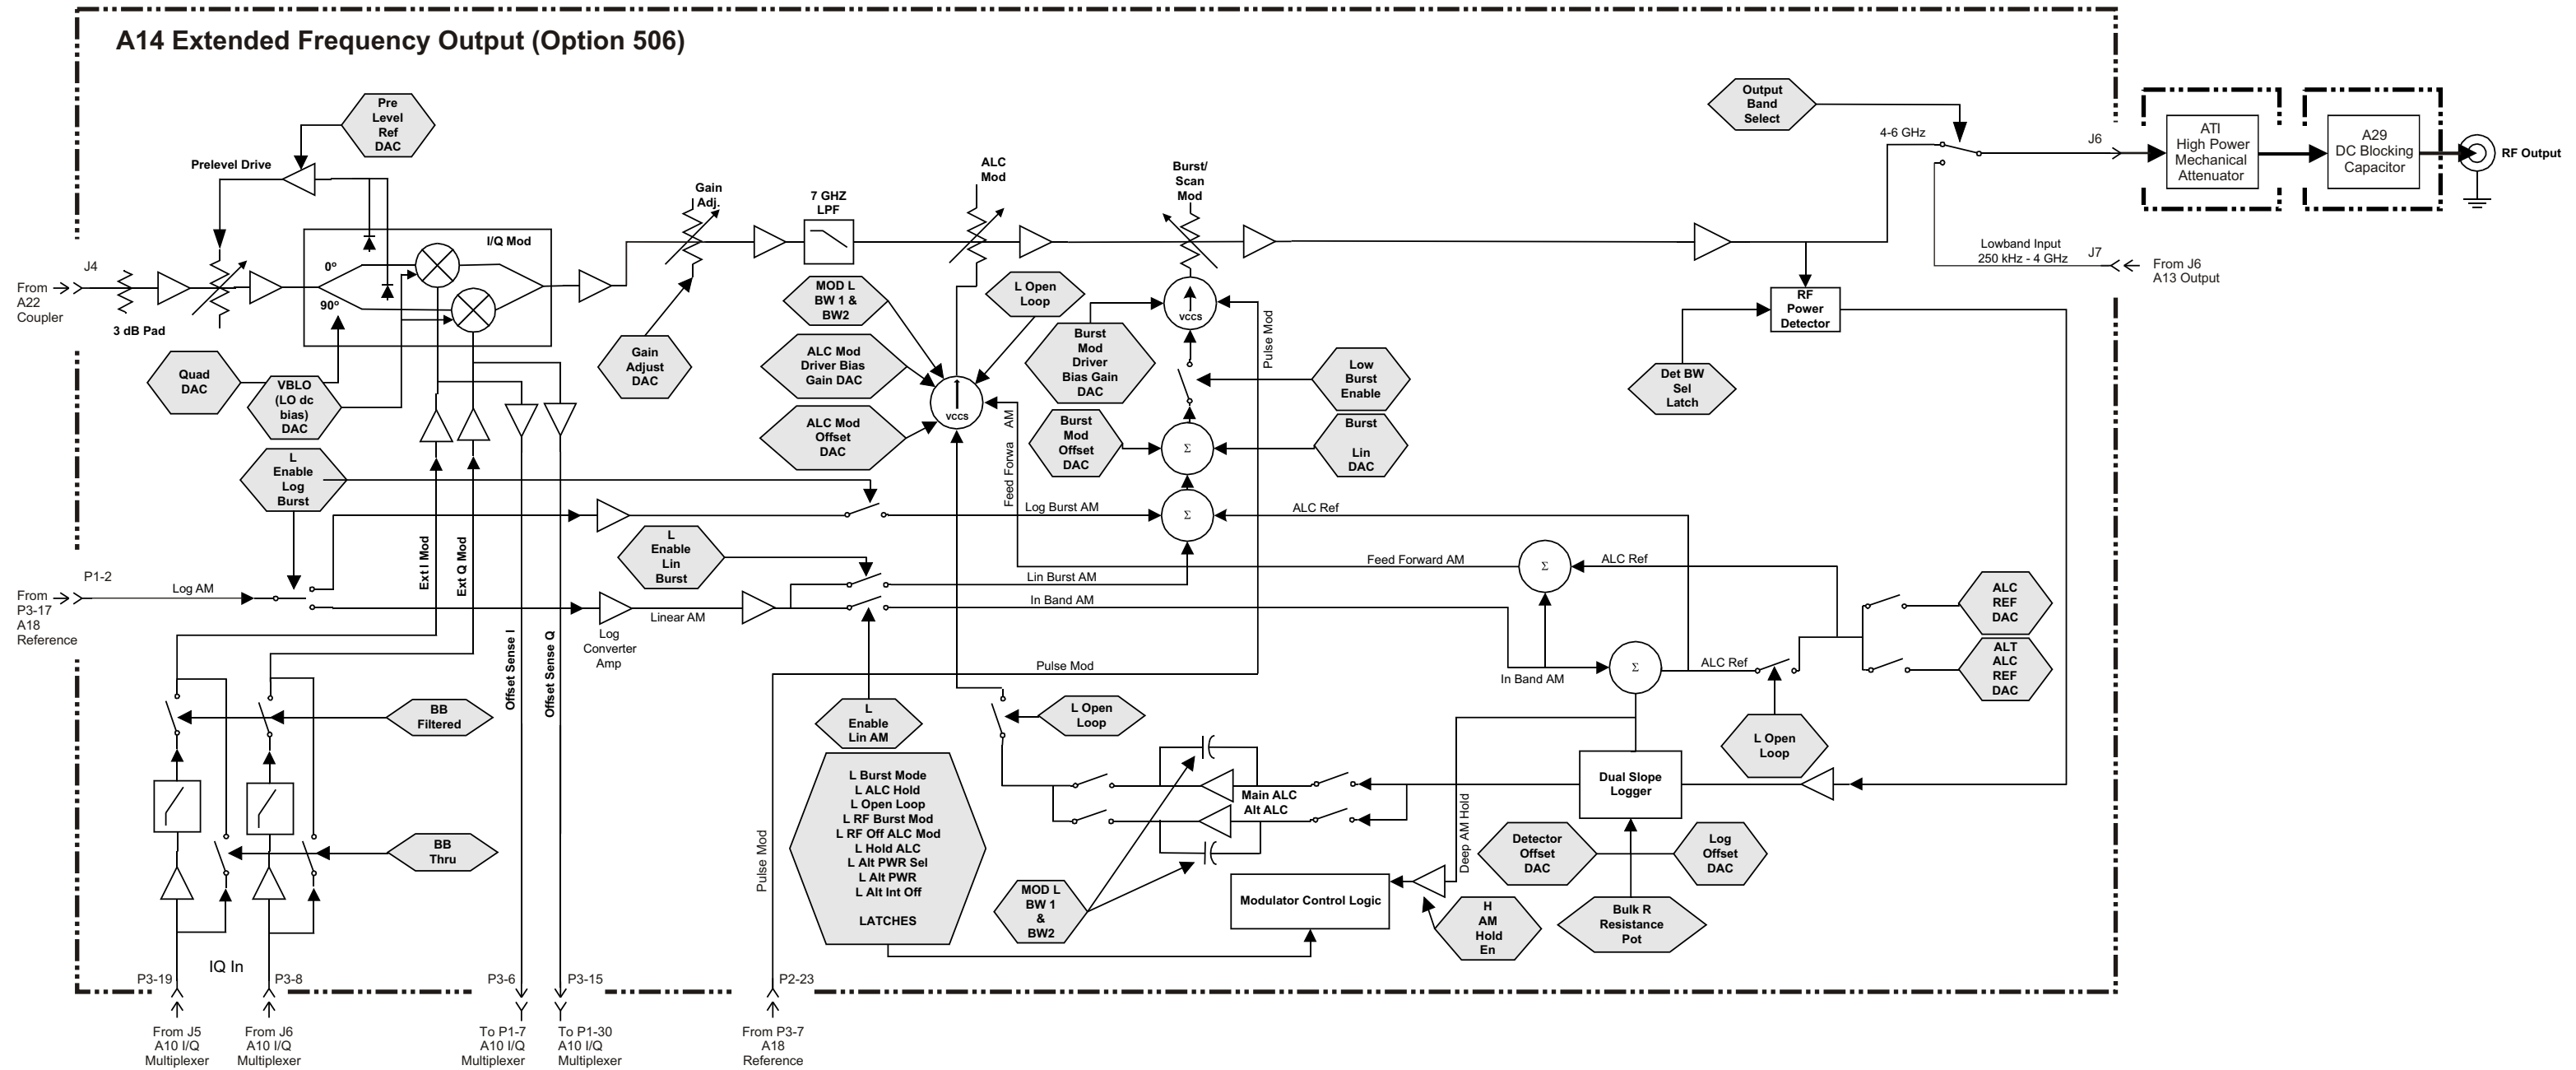 A14 Extended Frequency Output (Option 506)
Pre
Level
Ref
DAC
Prelevel Drive
I/Q Mod
0º
90º
J4
From
A22
Coupler
3 dB Pad
Quad
DAC
VBLO
(LO dc
bias)
DAC
Gain
Adj.
Gain
Adjust
DAC
7 GHZ
LPF
ALC
Mod
Burst/
Scan
Mod
MOD L
BW 1 &
BW2
L Open
Loop
ALC Mod
Driver Bias
Gain DAC
ALC Mod
Offset
DAC
VCCS
VCCS
Burst
Mod
Driver
Bias Gain
DAC
Burst
Mod
Offset
DAC
Low
Burst
Enable
Burst
Lin
DAC
Σ
Σ
Pulse Mod
Feed Forwa AM
Output
Band
Select
4-6 GHz
J6
Lowband Input
250 kHz - 4 GHz
J7
From J6
A13 Output
ATI
High Power
Mechanical
Attenuator
A29
DC Blocking
Capacitor
RF Output
RF
Power
Detector
Det BW
Sel
Latch
L
Enable
Log
Burst
P1-2
Log AM
From
P3-17
A18
Reference
L
Enable
Lin
Burst
Log Burst AM
ALC Ref
Lin Burst AM
In Band AM
Feed Forward AM
Σ
ALC Ref
Log
Converter
Amp
Linear AM
Ext I Mod
Ext Q Mod
Offset Sense I
Offset Sense Q
Pulse Mod
In Band AM
Σ
ALC Ref
ALC
REF
DAC
ALT
ALC
REF
DAC
L Open
Loop
BB
Filtered
BB
Thru
L
Enable
Lin AM
L Open
Loop
L Burst Mode
L ALC Hold
L Open Loop
L RF Burst Mod
L RF Off ALC Mod
L Hold ALC
L Alt PWR Sel
L Alt PWR
L Alt Int Off
LATCHES
Main ALC
Alt ALC
MOD L
BW 1
&
BW2
Dual Slope
Logger
Deep AM Hold
Detector
Offset
DAC
Log
Offset
DAC
Modulator Control Logic
H
AM
Hold
En
Bulk R
Resistance
Pot
Pulse Mod
IQ In
P3-19
P3-8
P3-6
P3-15
P2-23
From J5
A10 I/Q
Multiplexer
From J6
A10 I/Q
Multiplexer
To P1-7
A10 I/Q
Multiplexer
To P1-30
A10 I/Q
Multiplexer
From P3-7
A18
Reference